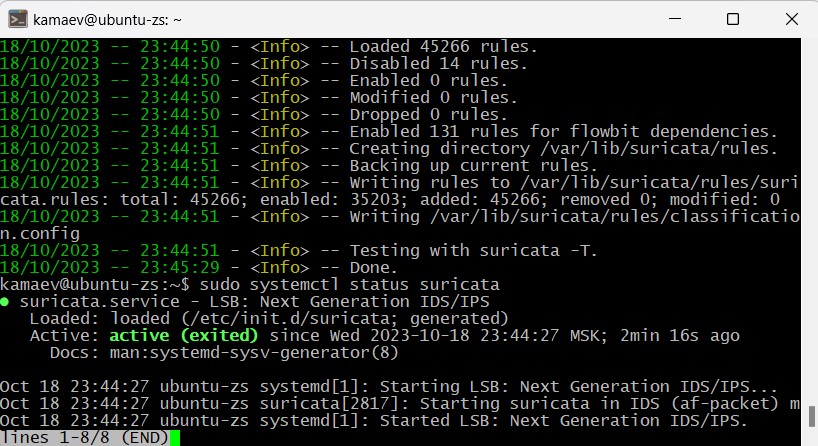 kamaev@ubuntu-zs: ~
18/10/2023 -- 23:44:50 - <Info> -- Loaded 45266 rules.
18/10/2023 -- 23:44:50 - <Info> -- Disabled 14 rules.
18/10/2023 -- 23:44:50 - <Info> -- Enabled 0 rules.
18/10/2023 -- 23:44:50 - <Info> -- Modified 0 rules.
18/10/2023 -- 23:44:50 - <Info> -- Dropped 0 rules.
18/10/2023 -- 23:44:51 - <Info> -- Enabled 131 rules for flowbit dependencies.
18/10/2023 -- 23:44:51 - <Info> -- Creating directory /var/lib/suricata/rules.
18/10/2023 -- 23:44:51 - <Info> -- Backing up current rules.
18/10/2023 -- 23:44:51 - <Info> -- Writing rules to /var/lib/suricata/rules/suri
cata.rules: total: 45266; enabled: 35203; added: 45266; removed 0; modified: 0
18/10/2023 -- 23:44:51 - <Info> -- Writing /var/lib/suricata/rules/classificatio
n.config
18/10/2023 -- 23:44:51 - <Info> -- Testing with suricata -T.
18/10/2023 -- 23:45:29 - <Info> -- Done.
kamaev@ubuntu-zs:~$ sudo systemctl status suricata
● suricata.service - LSB: Next Generation IDS/IPS
Loaded: loaded (/etc/init.d/suricata; generated)
Active: active (exited) since Wed 2023-10-18 23:44:27 MSK; 2min 16s ago
Docs: man:systemd-sysv-generator(8)
Oct 18 23:44:27 ubuntu-zs systemd[1]: Starting LSB: Next Generation IDS/IPS...
Oct 18 23:44:27 ubuntu-zs suricata[2817]: Starting suricata in IDS (af-packet) m
Oct 18 23:44:27 ubuntu-zs systemd[1]: Started LSB: Next Generation IDS/IPS.
lines 1-8/8 (END)